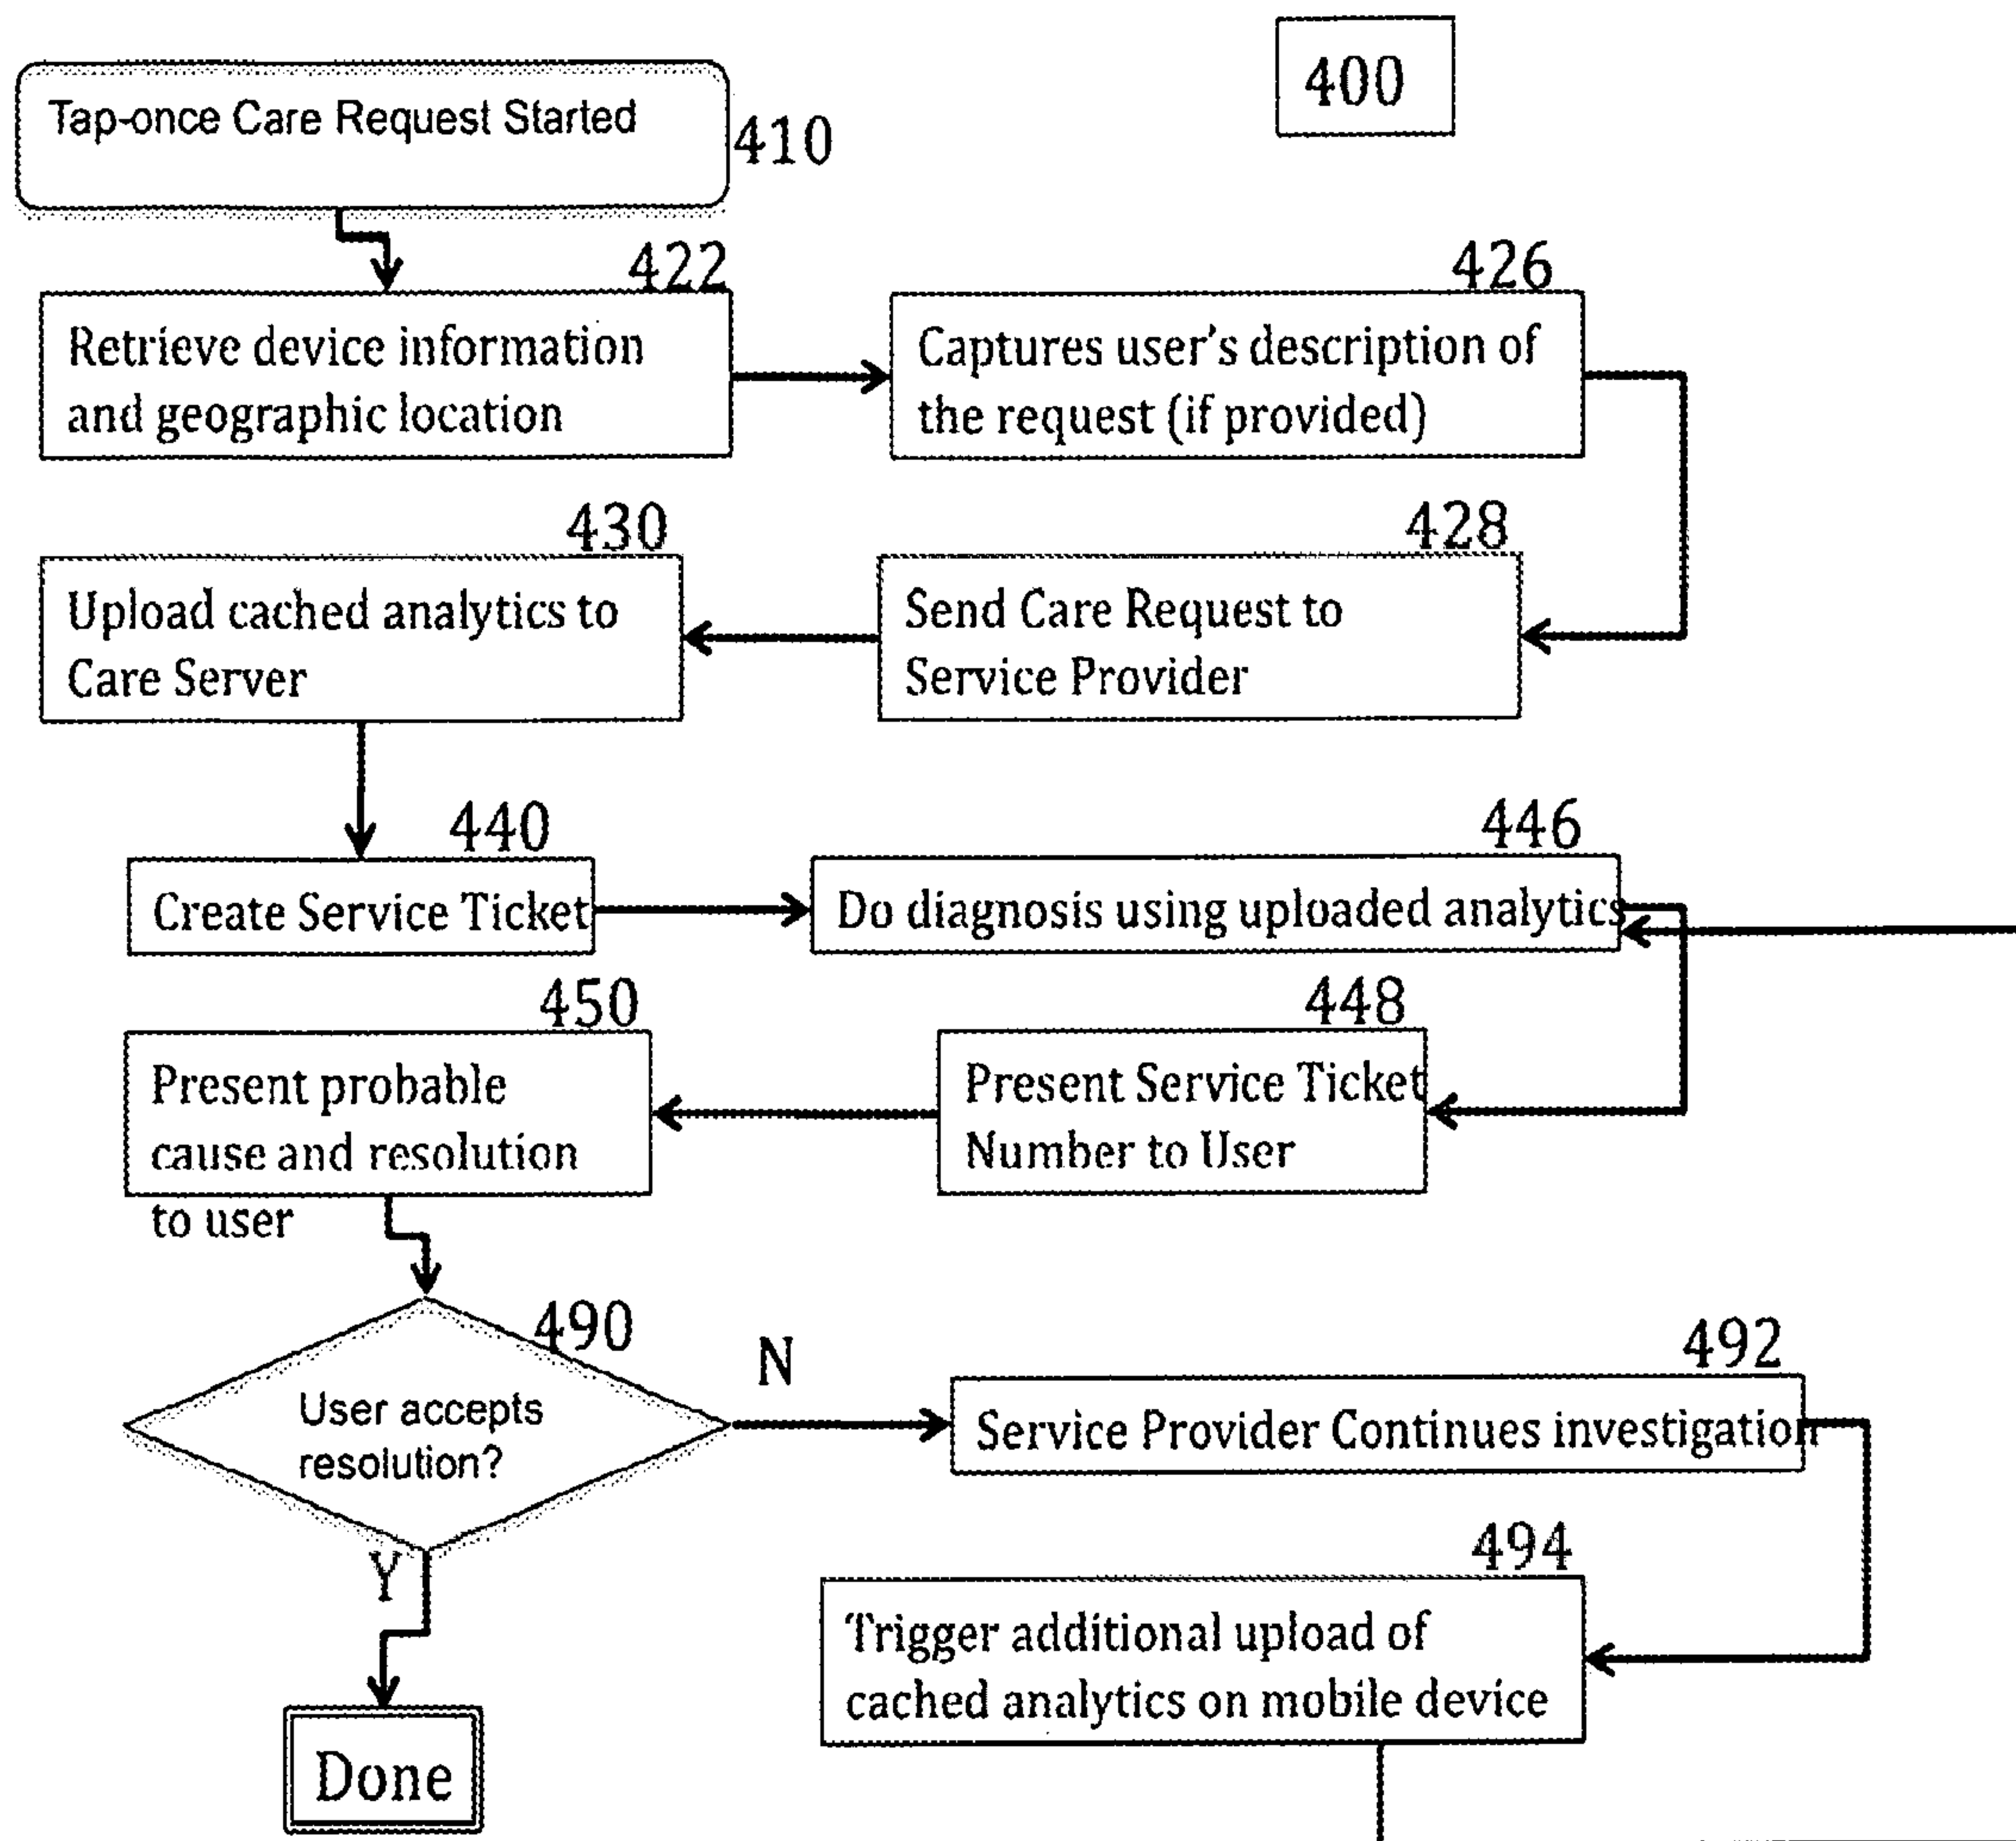 400
Tap-once Care Request Started
410
422
Retrieve device information
and geographic location
426
Captures user's description of
the request (if provided)
430
Upload cached analytics to
Care Server
428
Send Care Request to
Service Provider
440
Create Service Ticket
446
Do diagnosis using uploaded analytics
450
Present probable
cause and resolution
to user
448
Present Service Ticket
Number to User
490
User accepts
resolution?
N
492
Service Provider Continues investigation
Y
494
Trigger additional upload of
cached analytics on mobile device
Done